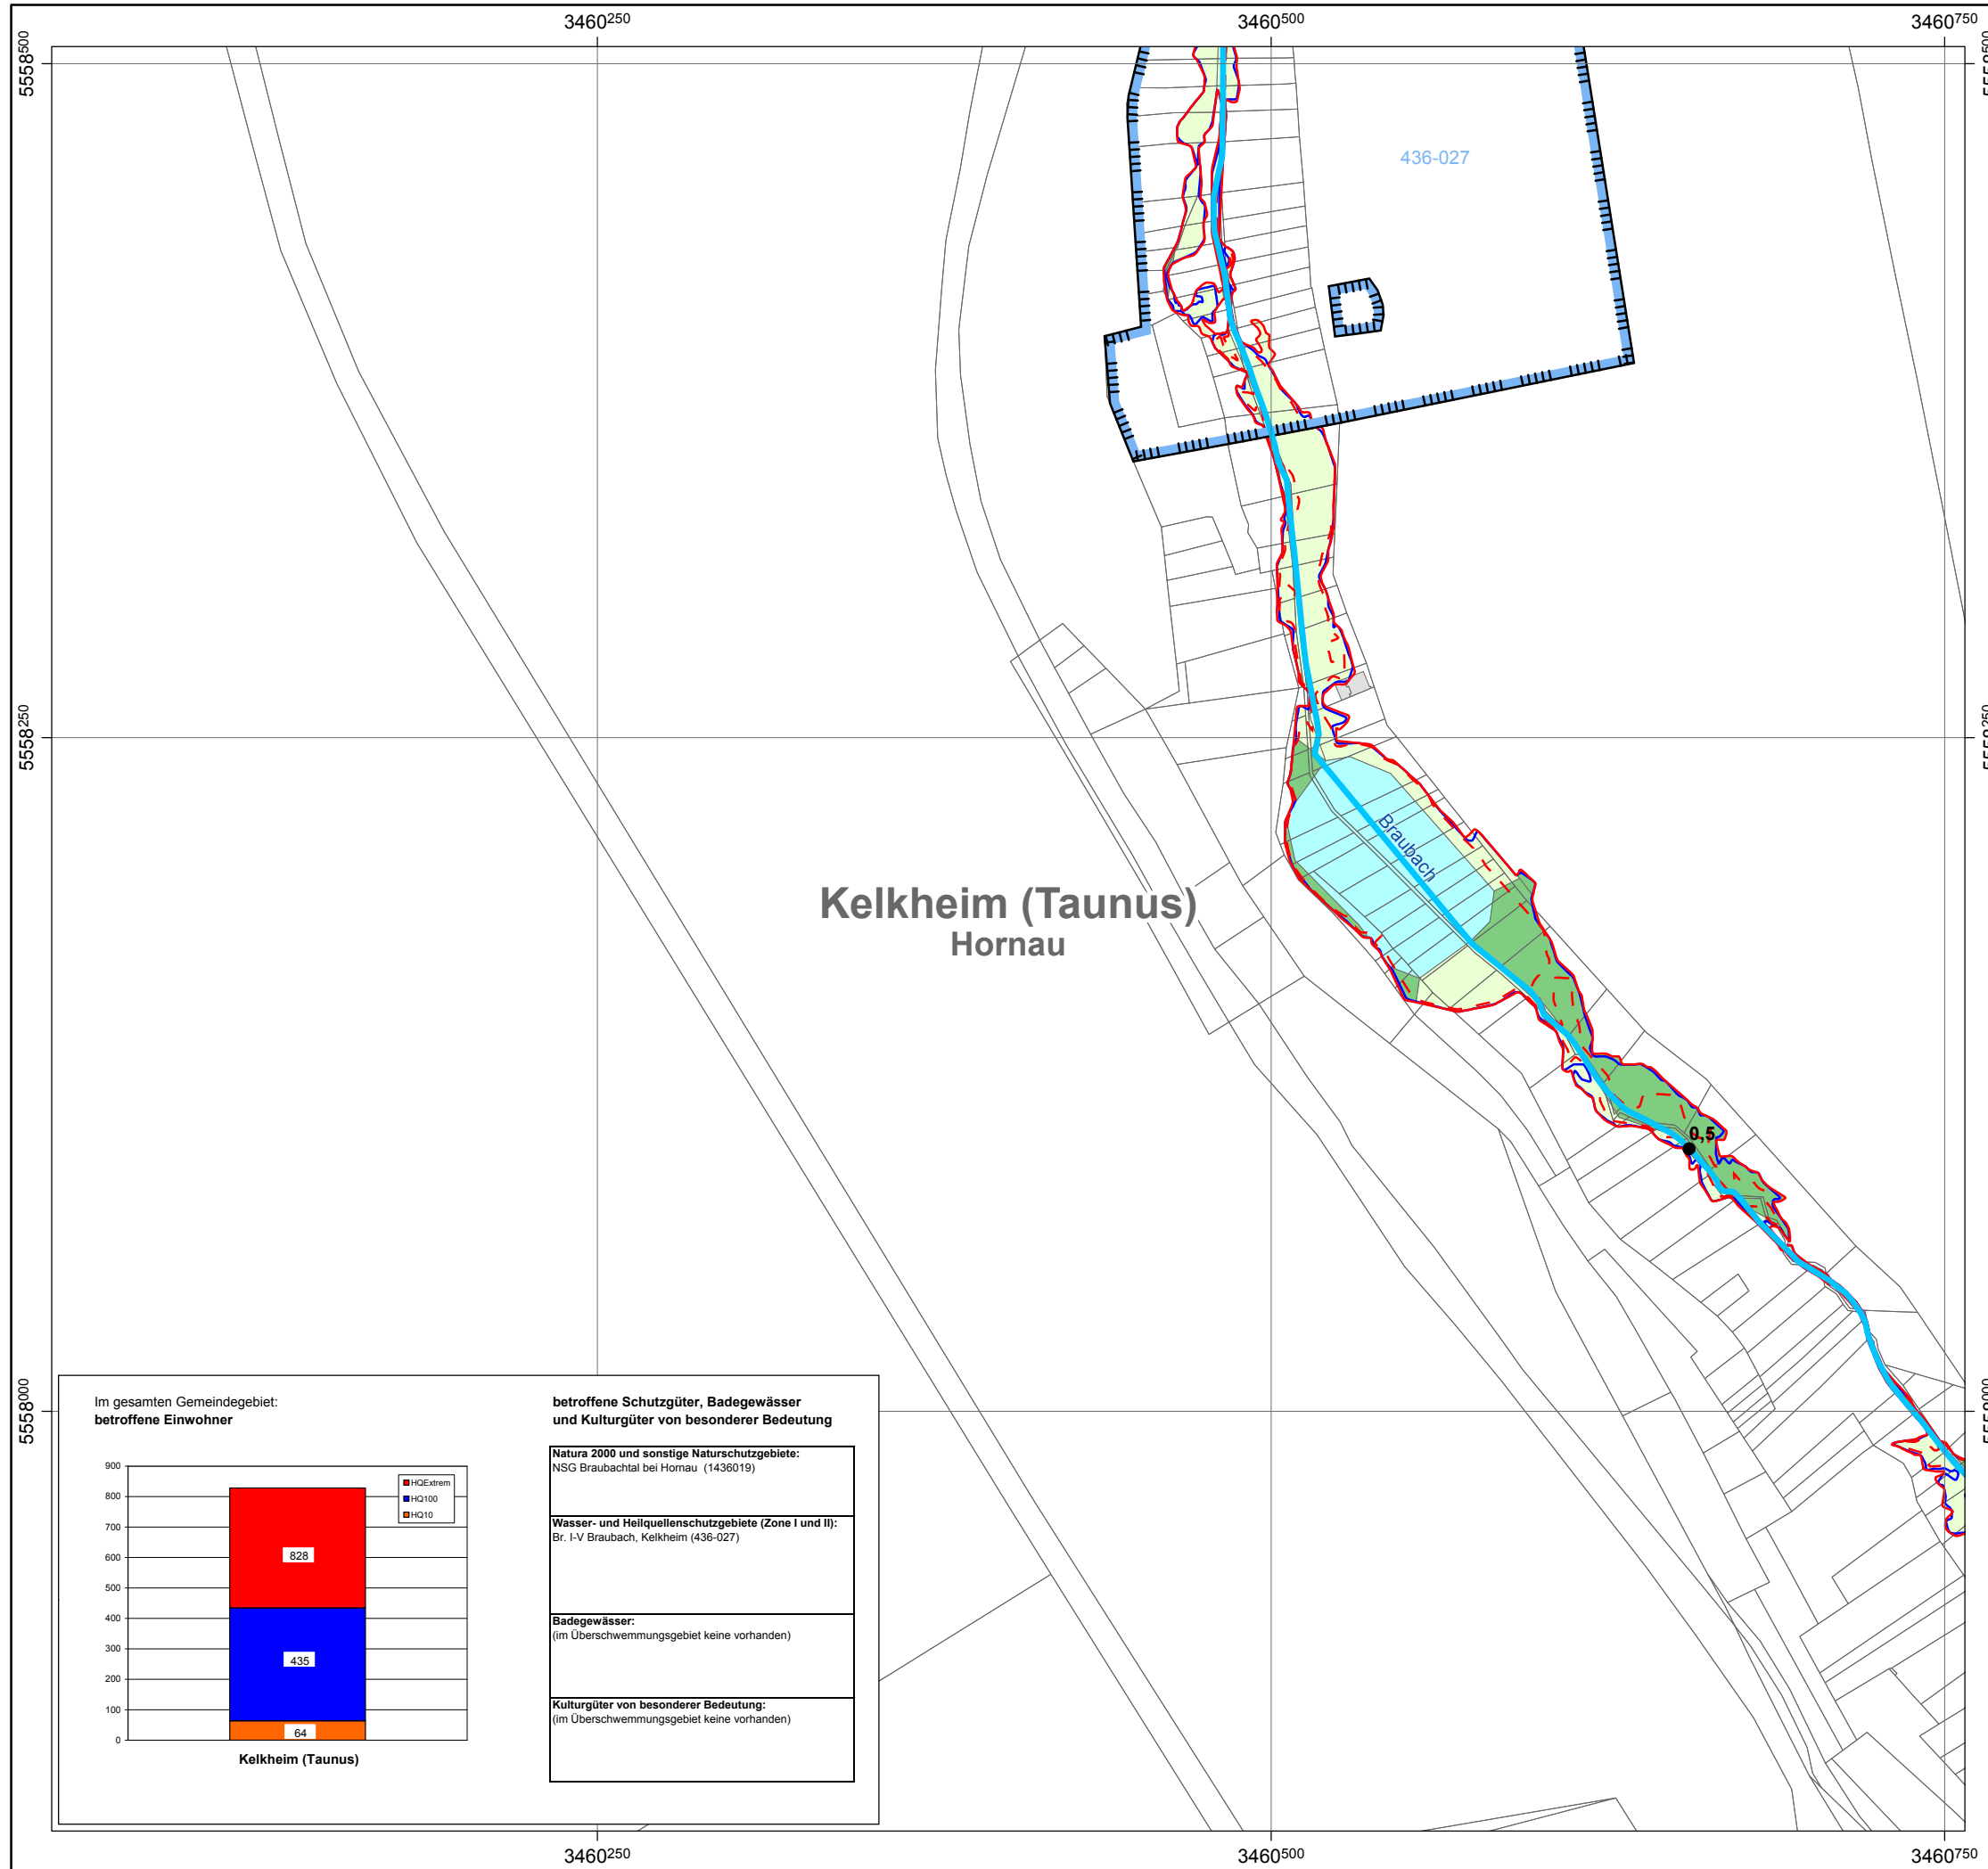 3460250
3460500
3460750
5558500
5558500
436-027
5558250
5558250
Braubach
Kelkheim (Taunus)
Hornau
0,5
5558000
5558000
Im gesamten Gemeindegebiet:
betroffene Einwohner
900
800
700
600
500
400
300
200
100
0
HQExtrem
HQ100
HQ10
828
435
64
Kelkheim (Taunus)
betroffene Schutzgüter, Badegewässer
und Kulturgüter von besonderer Bedeutung
Natura 2000 und sonstige Naturschutzgebiete:
NSG Braubachtal bei Hornau (1436019)
Wasser- und Heilquellenschutzgebiete (Zone I und II):
Br. I-V Braubach, Kelkheim (436-027)
Badegewässer:
(im Überschwemmungsgebiet keine vorhanden)
Kulturgüter von besonderer Bedeutung:
(im Überschwemmungsgebiet keine vorhanden)
3460250
3460500
3460750